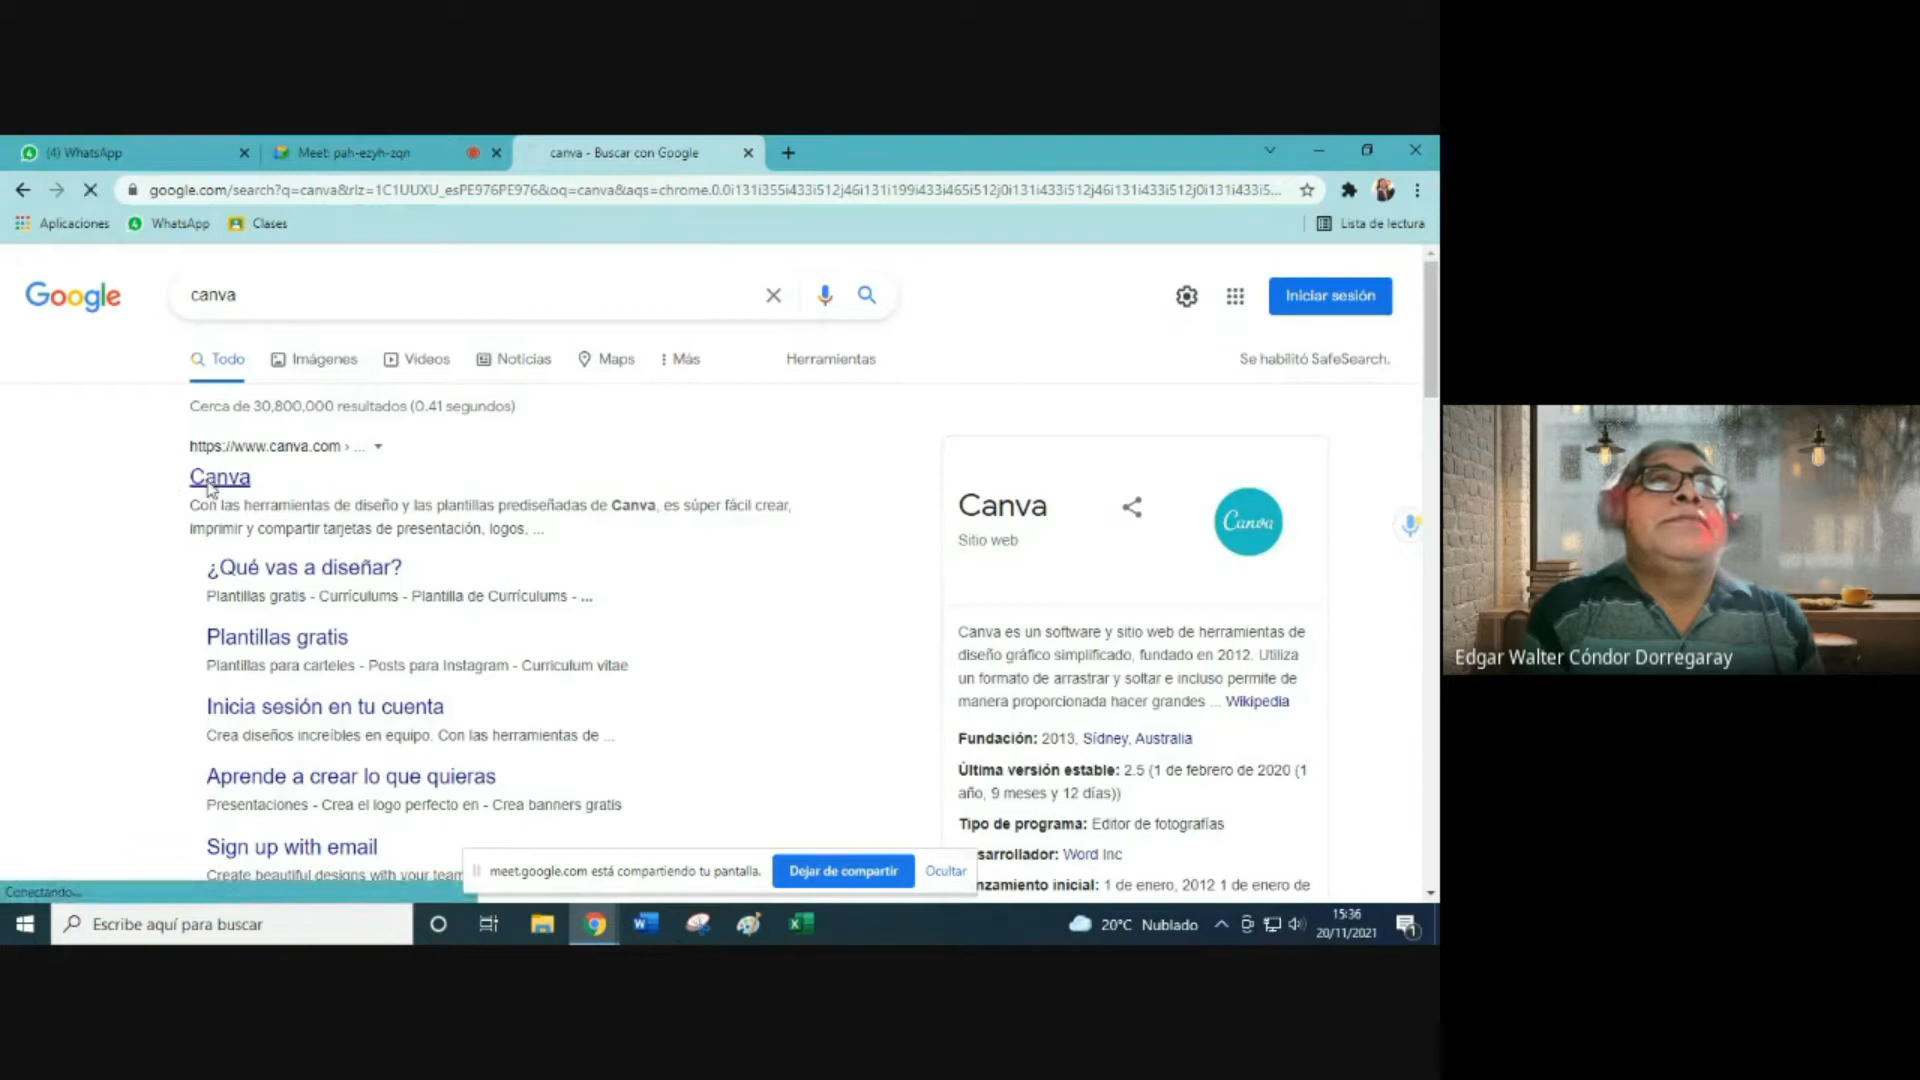 (4) WhatsApp
Meet: pah-ezyh-zqn
canva - Buscar con Google
google.com/search?q=canva&rlz=1C1UUXU_esPE976PE976&oq=canva&aqs=chrome.0.0i131i355i433i512j46i131i199i433i465i512j0i131i433i512j46i131i433i512j0i131i433i5...
Aplicaciones
WhatsApp
Clases
Lista de lectura
Google
canva
Iniciar sesión
Todo
Imágenes
Videos
Noticias
Maps
Más
Herramientas
Se habilitó SafeSearch.
Cerca de 30,800,000 resultados (0.41 segundos)
https://www.canva.com › ...
Canva
Con las herramientas de diseño y las plantillas prediseñadas de Canva, es súper fácil crear,
imprimir y compartir tarjetas de presentación, logos, ...
¿Qué vas a diseñar?
Plantillas gratis - Currículums - Plantilla de Currículums - ...
Plantillas gratis
Plantillas para carteles - Posts para Instagram - Curriculum vitae
Inicia sesión en tu cuenta
Crea diseños increíbles en equipo. Con las herramientas de ...
Aprende a crear lo que quieras
Presentaciones - Crea el logo perfecto en - Crea banners gratis
Sign up with email
Create beautiful designs with your team
Canva
Sitio web
Canva
Canva es un software y sitio web de herramientas de
diseño gráfico simplificado, fundado en 2012. Utiliza
un formato de arrastrar y soltar e incluso permite de
manera proporcionada hacer grandes ... Wikipedia
Fundación: 2013, Sídney, Australia
Última versión estable: 2.5 (1 de febrero de 2020 (1
año, 9 meses y 12 días))
Tipo de programa: Editor de fotografías
sarrollador: Word Inc
nzamiento inicial: 1 de enero, 2012 1 de enero de
meet.google.com está compartiendo tu pantalla.
Dejar de compartir
Ocultar
Conectando...
Escribe aquí para buscar
20°C Nublado
15:36
20/11/2021
1
Edgar Walter Cóndor Dorregaray